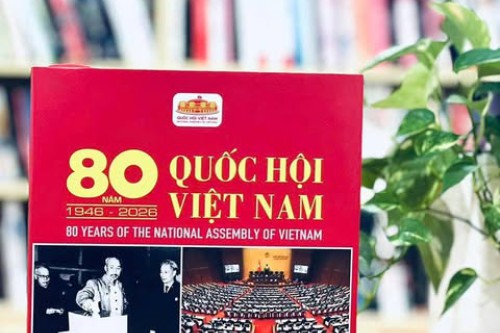 QUỐC HỘI VIỆT NAM
80
NĂM
1946 - 2026
QUỐC HỘI
VIỆT NAM
80 YEARS OF THE NATIONAL ASSEMBLY OF VIETNAM